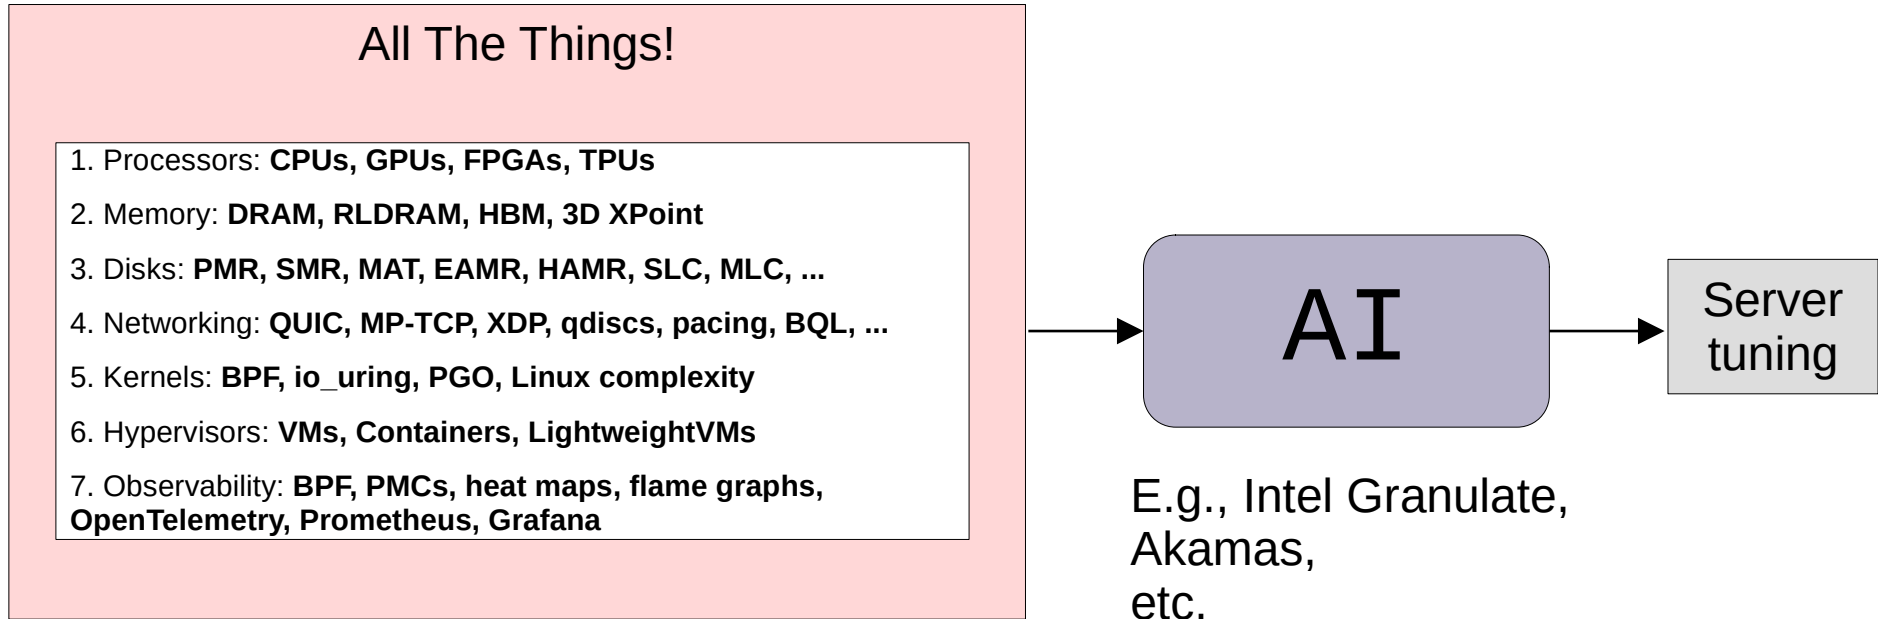 All The Things!
1. Processors: CPUs, GPUs, FPGAs, TPUs
2. Memory: DRAM, RLDRAM, HBM, 3D XPoint
3. Disks: PMR, SMR, MAT, EAMR, HAMR, SLC, MLC, ...
4. Networking: QUIC, MP-TCP, XDP, qdiscs, pacing, BQL, ...
5. Kernels: BPF, io_uring, PGO, Linux complexity
6. Hypervisors: VMs, Containers, LightweightVMs
7. Observability: BPF, PMCs, heat maps, flame graphs,
OpenTelemetry, Prometheus, Grafana
AI
Server
tuning
E.g., Intel Granulate,
Akamas,
etc.